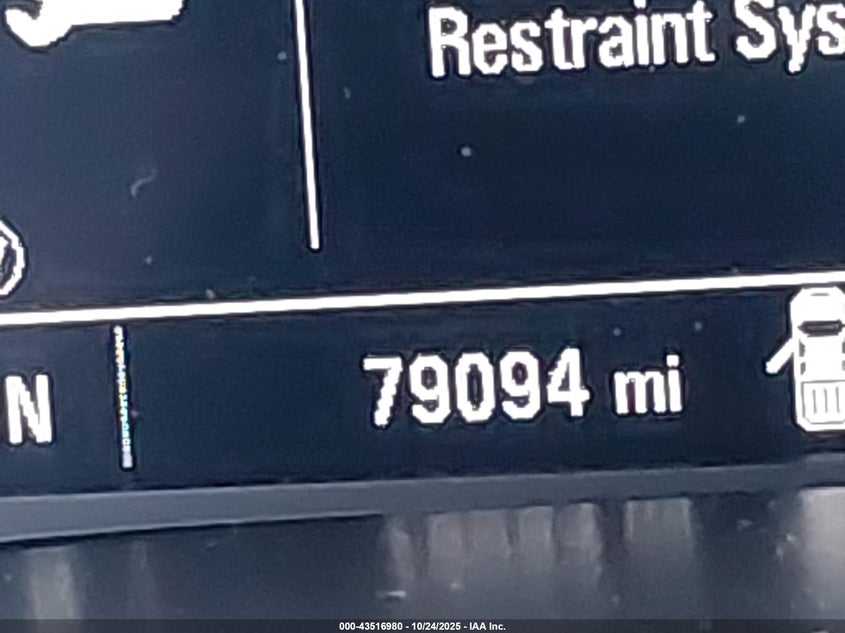 Restraint Sys
N
79094 mi
000-43516980 - 10/24/2025 - IAA Inc.